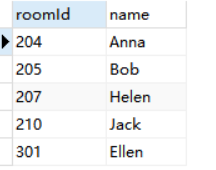 roomId name
204 Anna
205 Bob
207 Helen
210 Jack
301 Ellen